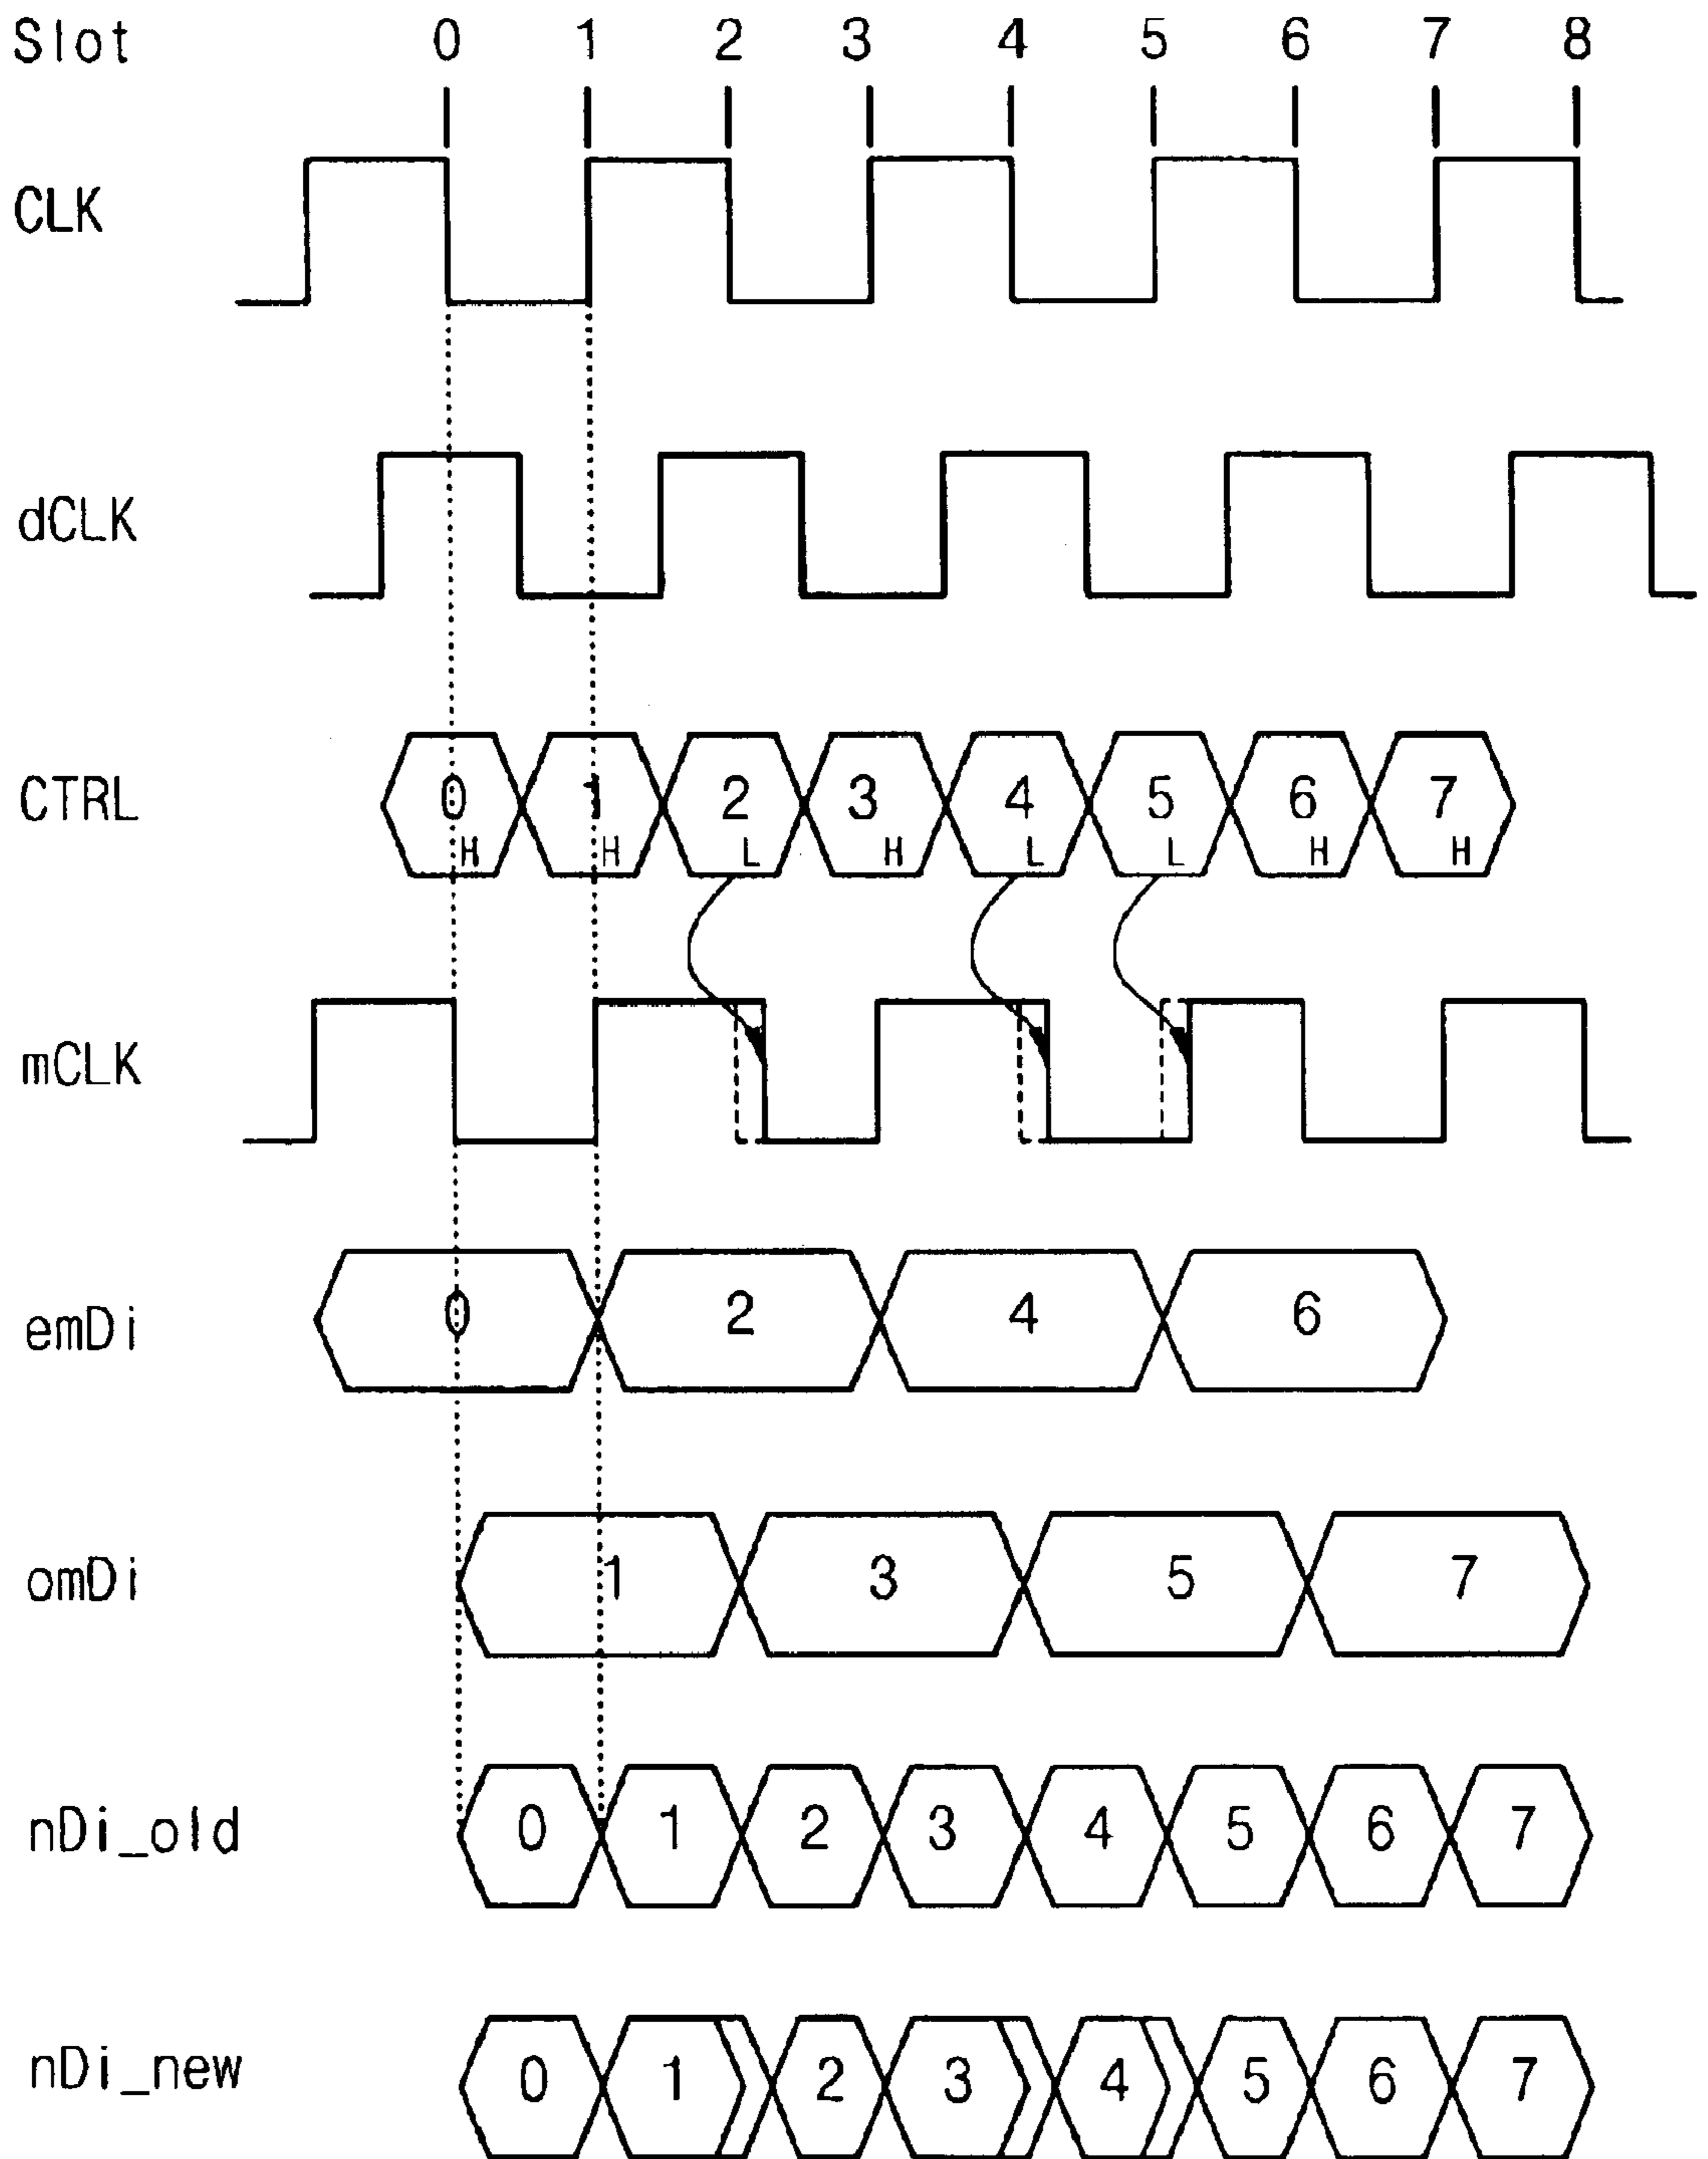 Slot 0 1 2 3 4 5 6 7 8
CLK
dCLK
CTRL 0 1 2 3 4 5 6 7
H H L H L L H H
mCLK
emDi 0 2 4 6
omDi 1 3 5 7
nDi_old 0 1 2 3 4 5 6 7
nDi_new 0 1 2 3 4 5 6 7